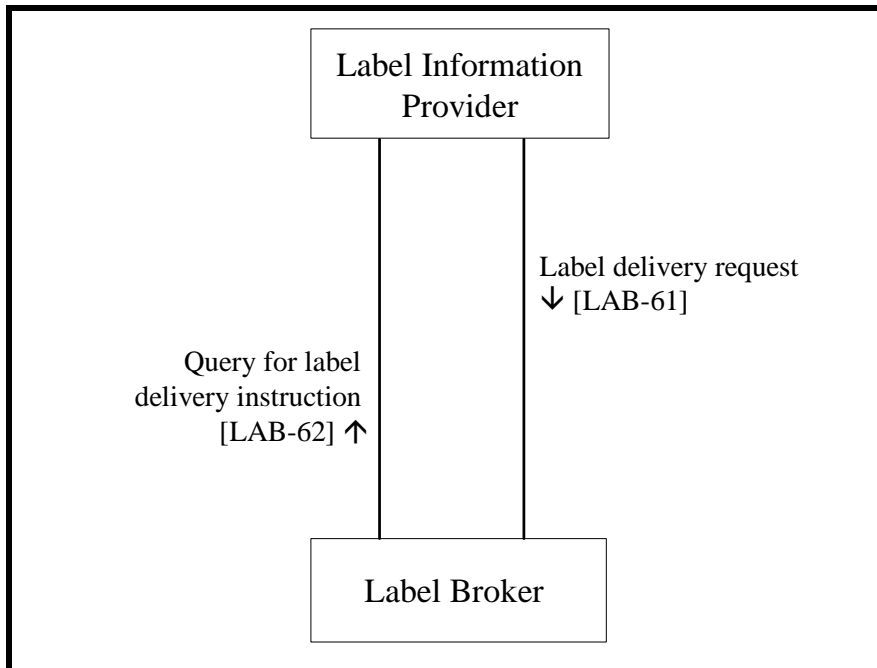 Label Information
Provider
Label delivery request
↓ [LAB-61]
Query for label
delivery instruction
[LAB-62] ↑
Label Broker